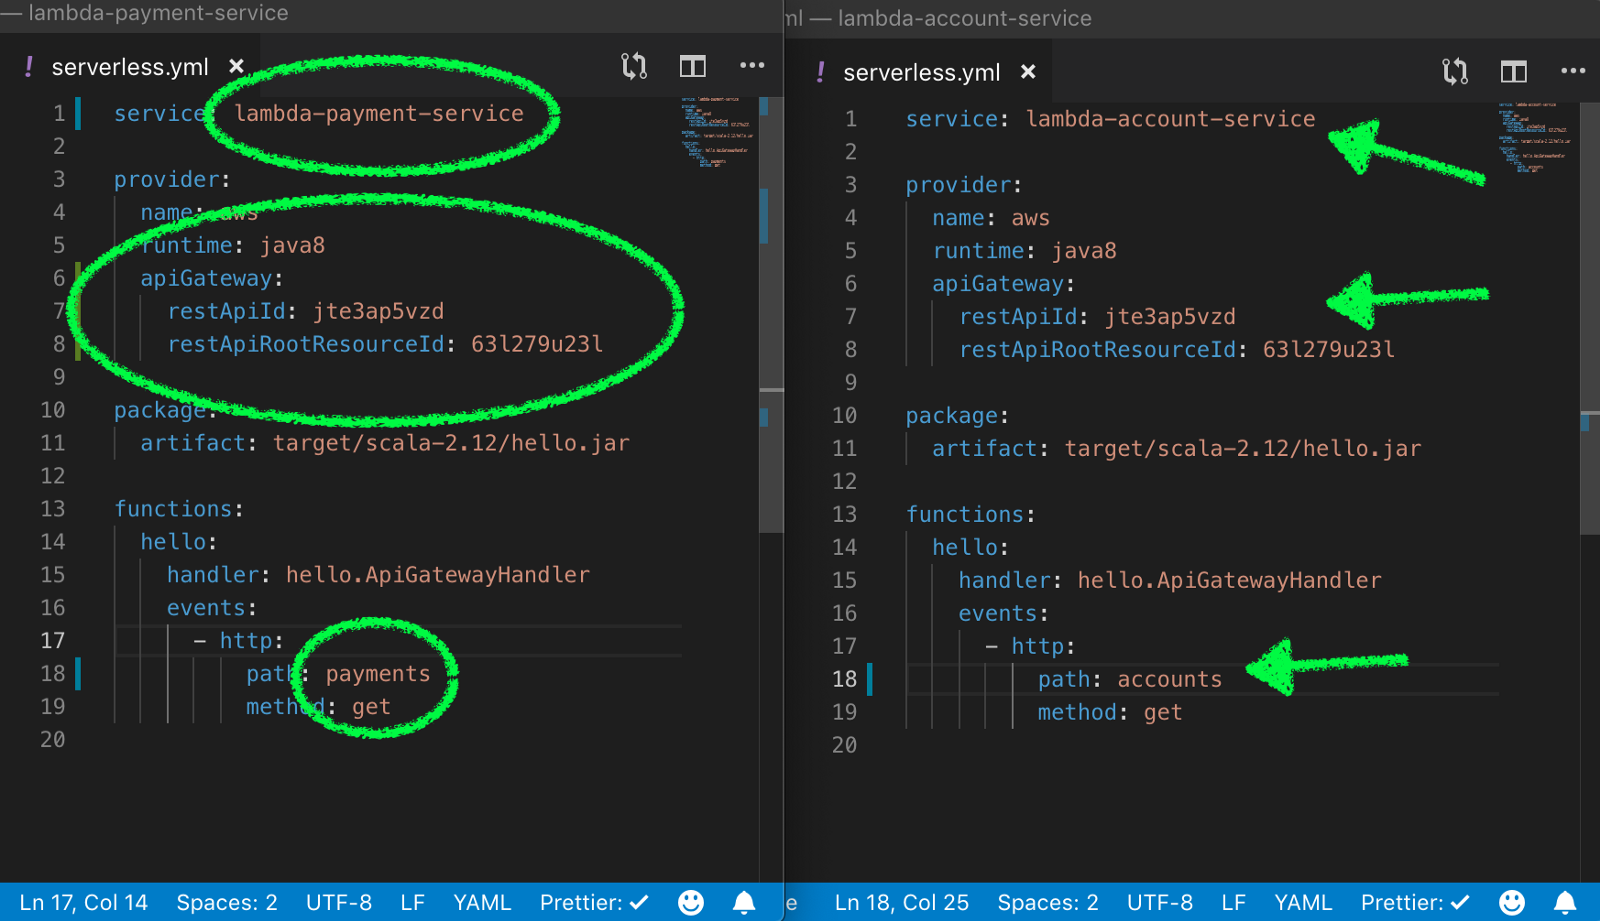 — lambda-payment-service
serverless.yml
1 service: lambda-payment-service
2
3 provider:
4 name: aws
5 runtime: java8
6 apiGateway:
7 restApiId: jte3ap5vzd
8 restApiRootResourceId: 63l279u23l
9
10 package:
11 artifact: target/scala-2.12/hello.jar
12
13 functions:
14 hello:
15 handler: hello.ApiGatewayHandler
16 events:
17 - http:
18 path: payments
19 method: get
20
Ln 17, Col 14 Spaces: 2 UTF-8 LF YAML Prettier: ✓
ml — lambda-account-service
serverless.yml
1 service: lambda-account-service
2
3 provider:
4 name: aws
5 runtime: java8
6 apiGateway:
7 restApiId: jte3ap5vzd
8 restApiRootResourceId: 63l279u23l
9
10 package:
11 artifact: target/scala-2.12/hello.jar
12
13 functions:
14 hello:
15 handler: hello.ApiGatewayHandler
16 events:
17 - http:
18 path: accounts
19 method: get
20
e Ln 18, Col 25 Spaces: 2 UTF-8 LF YAML Prettier: ✓